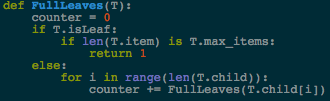 def FullLeaves(T):
    counter = 0
    if T.isLeaf:
        if len(T.item) is T.max_items:
            return 1
    else:
        for i in range(len(T.child)):
            counter += FullLeaves(T.child[i])